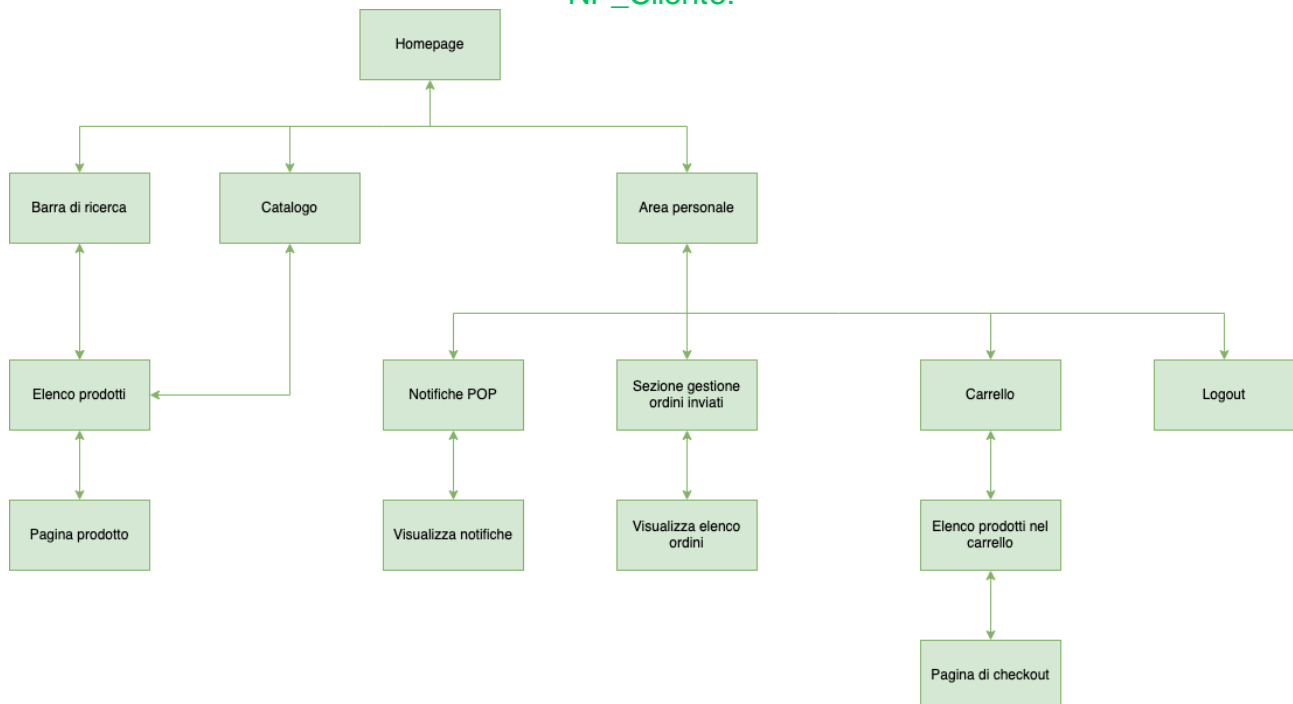 NP_Cliente.
Homepage
Barra di ricerca
Catalogo
Area personale
Elenco prodotti
Notifiche POP
Sezione gestione
ordini inviati
Carrello
Logout
Pagina prodotto
Visualizza notifiche
Visualizza elenco
ordini
Elenco prodotti nel
carrello
Pagina di checkout